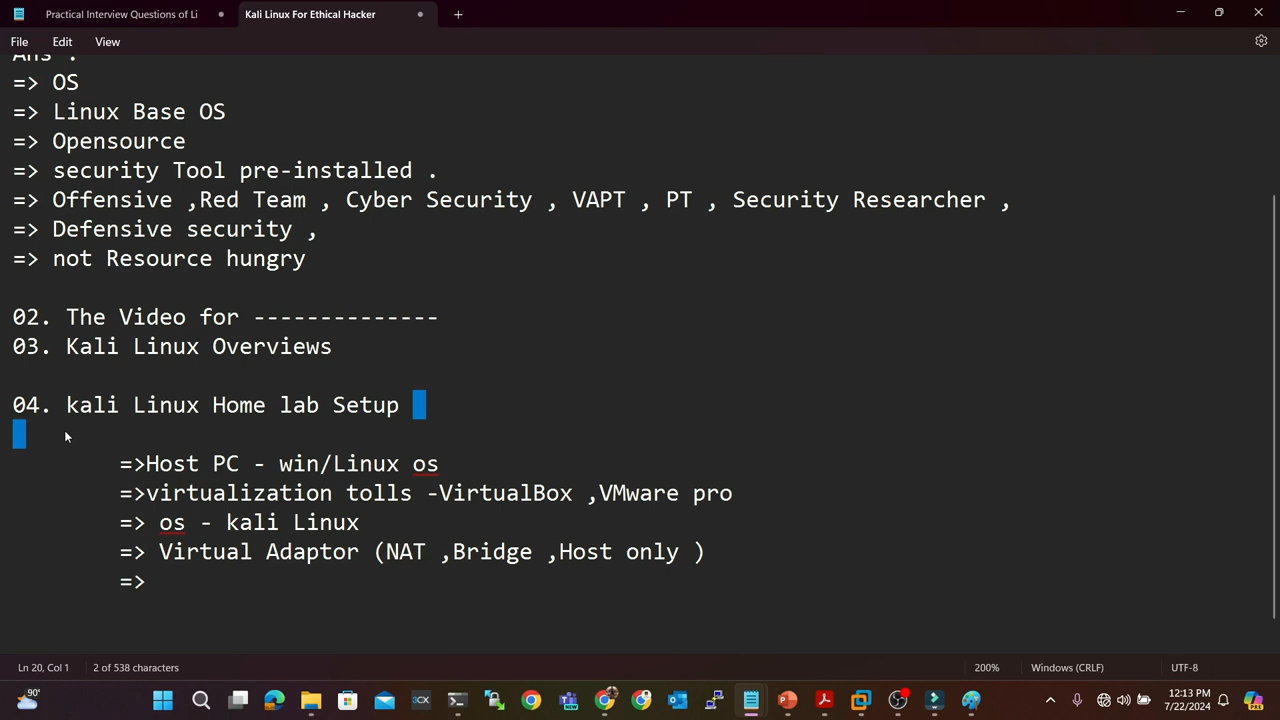 Practical Interview Questions of Li
Kali Linux For Ethical Hacker
File Edit View
Ans .
=> OS
=> Linux Base OS
=> Opensource
=> security Tool pre-installed .
=> Offensive ,Red Team , Cyber Security , VAPT , PT , Security Researcher ,
=> Defensive security ,
=> not Resource hungry
02. The Video for --------------
03. Kali Linux Overviews
04. kali Linux Home lab Setup
=>Host PC - win/Linux os
=>virtualization tolls -VirtualBox ,VMware pro
=> os - kali Linux
=> Virtual Adaptor (NAT ,Bridge ,Host only )
=>
Ln 20, Col 1 2 of 538 characters 200% Windows (CRLF) UTF-8
90° 12:13 PM
7/22/2024